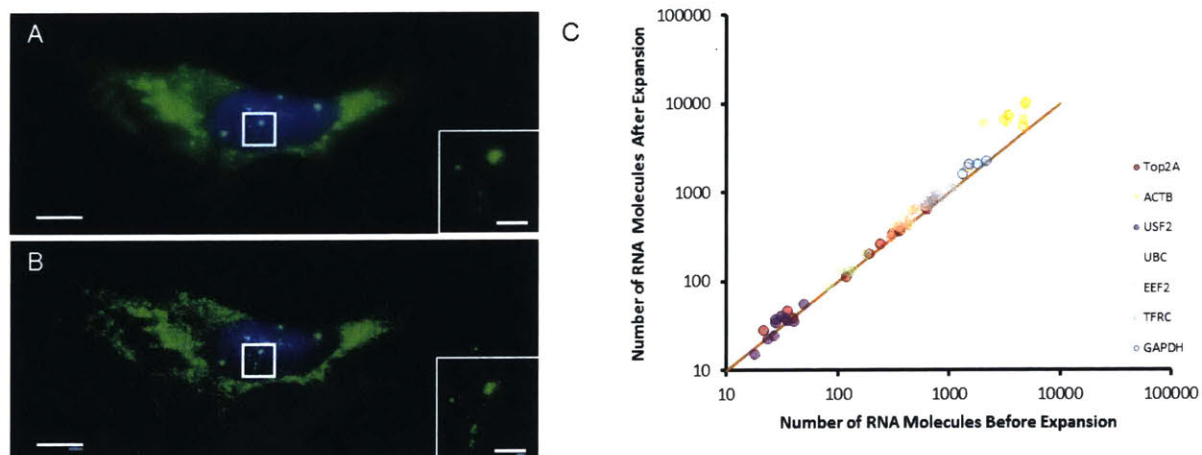 A
B
C
Number of RNA Molecules After Expansion
100000
10000
1000
100
10
10
100
1000
10000
100000
Number of RNA Molecules Before Expansion
Top2A
ACTB
USF2
UBC
EEF2
TFRC
GAPDH